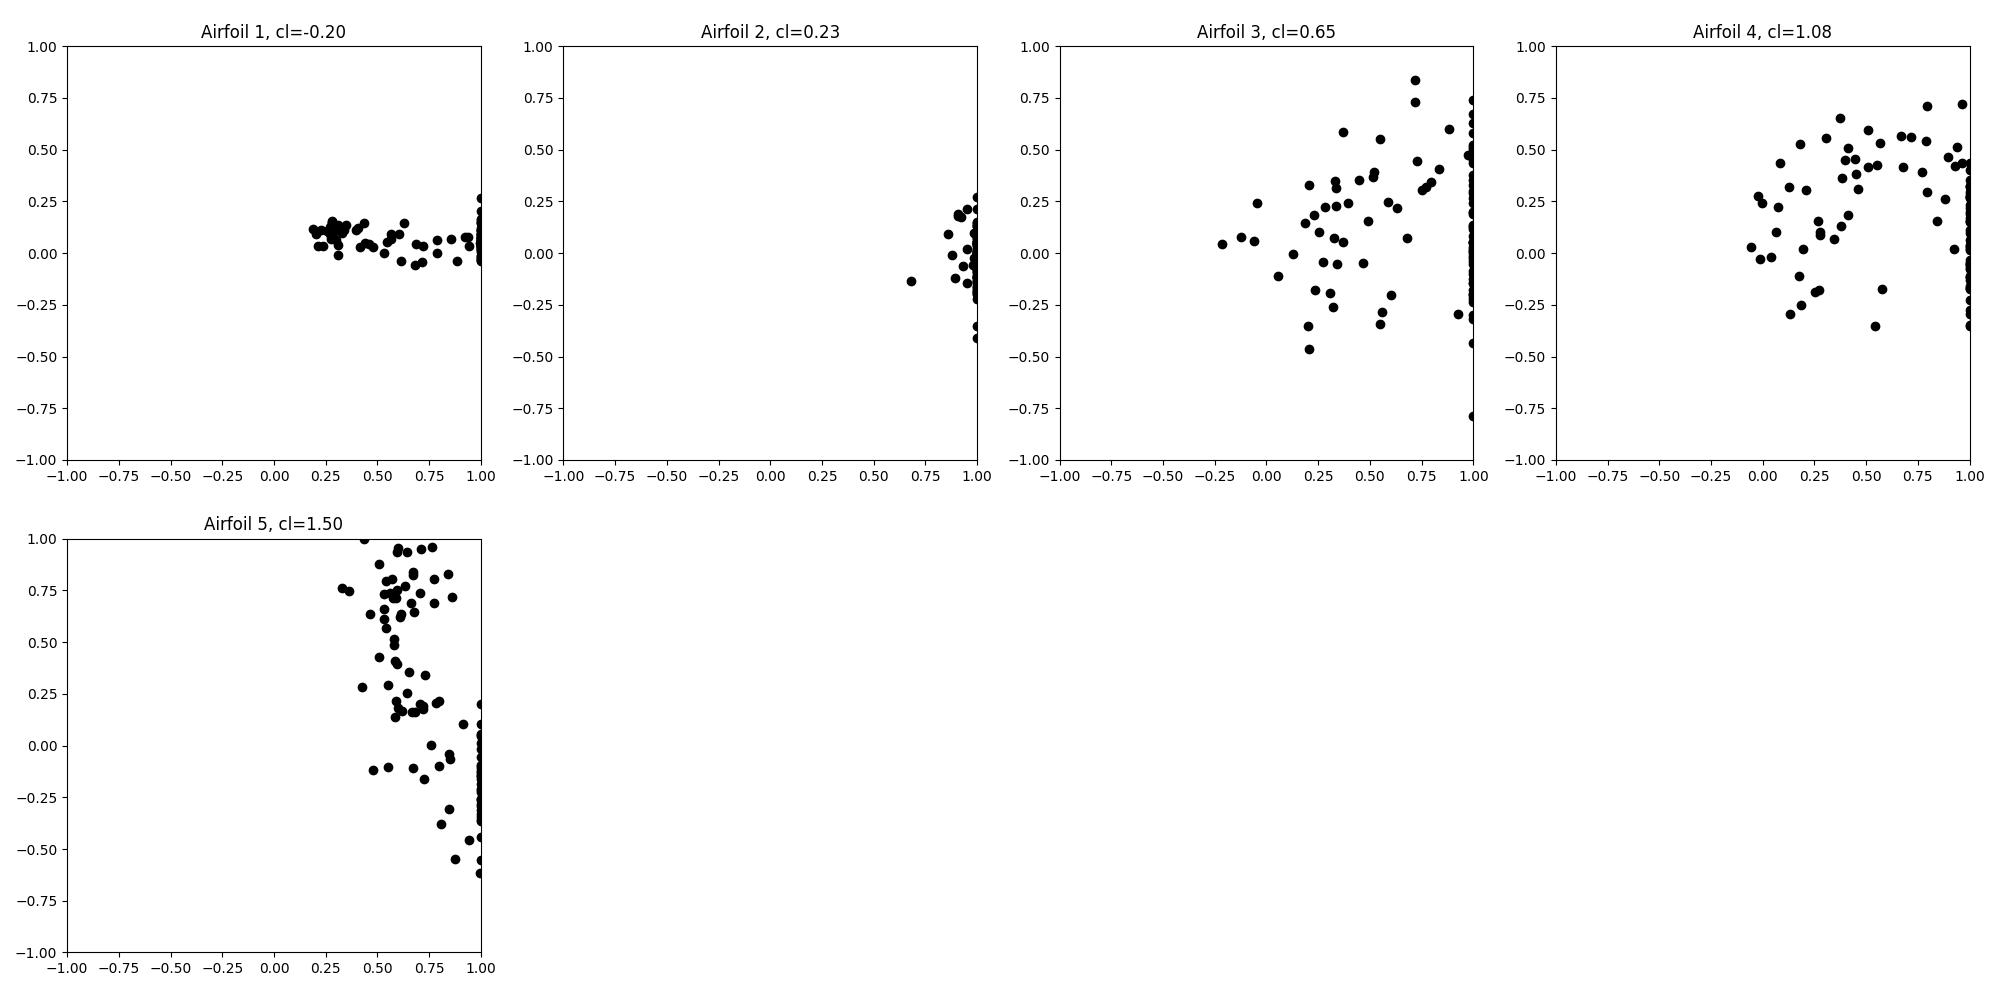 Airfoil 1, cl=-0.20
Airfoil 2, cl=0.23
Airfoil 3, cl=0.65
Airfoil 4, cl=1.08
1.00 1.00 1.00 1.00
0.75 0.75 0.75 0.75
0.50 0.50 0.50 0.50
0.25 0.25 0.25 0.25
0.00 0.00 0.00 0.00
−0.25 −0.25 −0.25 −0.25
−0.50 −0.50 −0.50 −0.50
−0.75 −0.75 −0.75 −0.75
−1.00 −1.00 −1.00 −1.00
−1.00 −0.75 −0.50 −0.25 0.00 0.25 0.50 0.75 1.00
−1.00 −0.75 −0.50 −0.25 0.00 0.25 0.50 0.75 1.00
−1.00 −0.75 −0.50 −0.25 0.00 0.25 0.50 0.75 1.00
−1.00 −0.75 −0.50 −0.25 0.00 0.25 0.50 0.75 1.00
Airfoil 5, cl=1.50
1.00
0.75
0.50
0.25
0.00
−0.25
−0.50
−0.75
−1.00
−1.00 −0.75 −0.50 −0.25 0.00 0.25 0.50 0.75 1.00